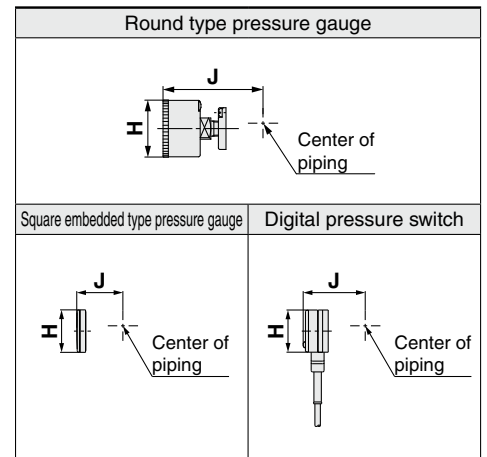 Round type pressure gauge
J
H
Center of
piping
Square embedded type pressure gauge
Digital pressure switch
J
H
Center of
piping
J
H
Center of
piping